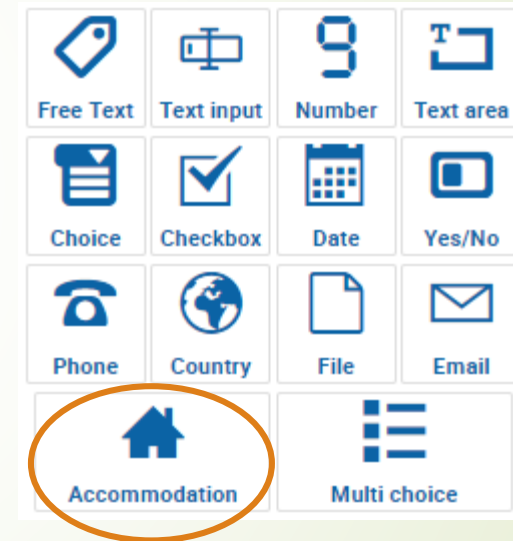 Free Text Text input Number Text area
Choice Checkbox Date Yes/No
Phone Country File Email
Accommodation Multi choice